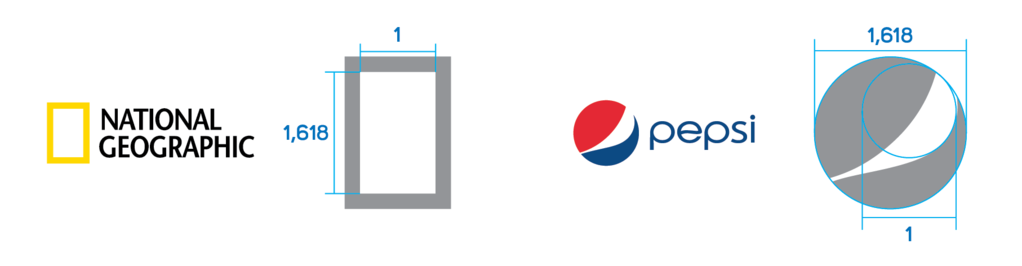 NATIONAL
GEOGRAPHIC
1
1,618
pepsi
1,618
1